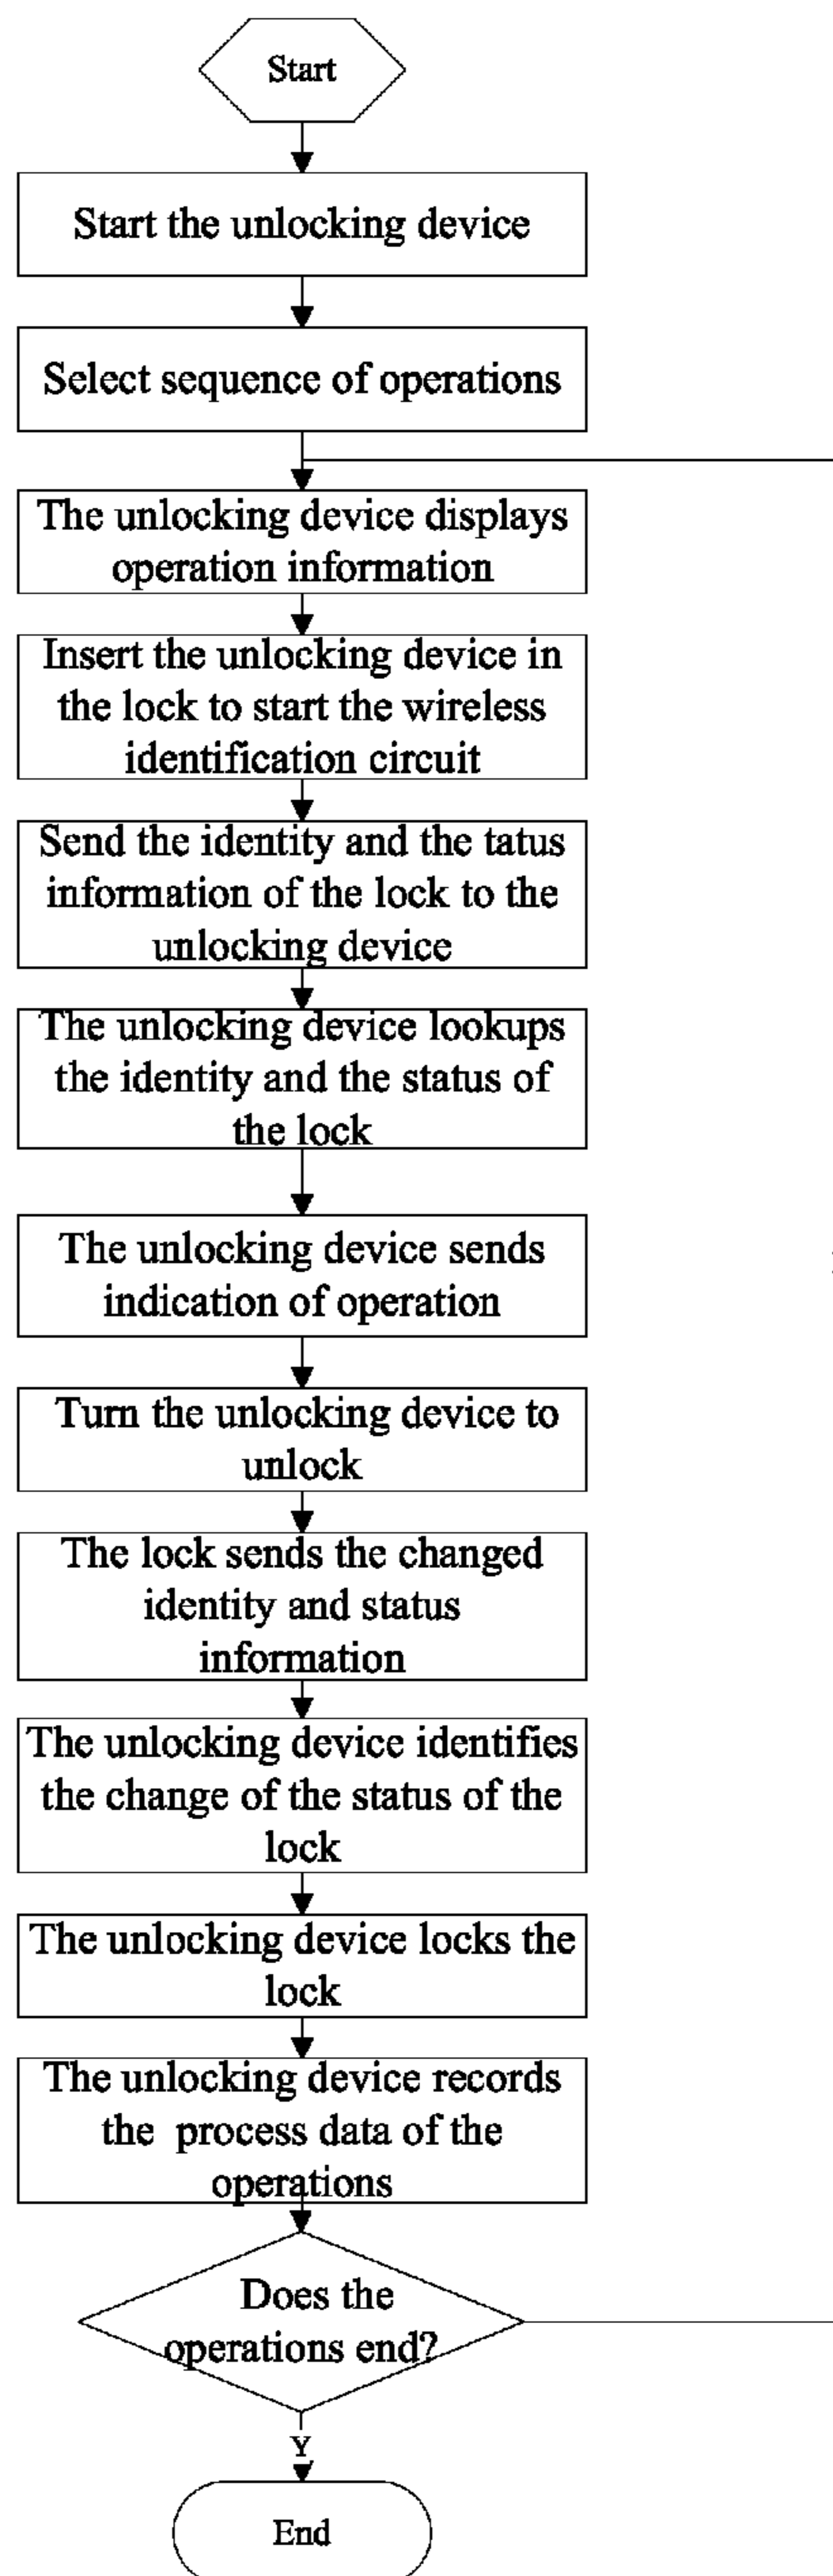 Start
Start the unlocking device
Select sequence of operations
The unlocking device displays
operation information
Insert the unlocking device in
the lock to start the wireless
identification circuit
Send the identity and the tatus
information of the lock to the
unlocking device
The unlocking device lookups
the identity and the status of
the lock
The unlocking device sends
indication of operation
Turn the unlocking device to
unlock
The lock sends the changed
identity and status
information
The unlocking device identifies
the change of the status of the
lock
The unlocking device locks the
lock
The unlocking device records
the process data of the
operations
Does the
operations end?
Y
End